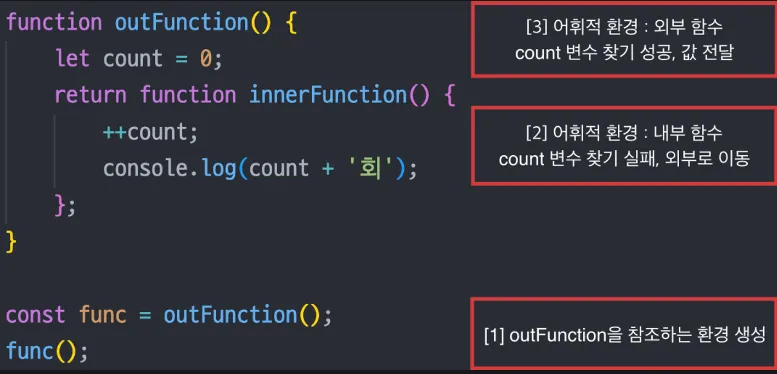 function outFunction() {
[3] 어휘적 환경 : 외부 함수
let count = 0;
count 변수 찾기 성공, 값 전달
return function innerFunction() {
++count;
[2] 어휘적 환경 : 내부 함수
console.log(count + '회');
count 변수 찾기 실패, 외부로 이동
};
}
const func = outFunction();
func();
[1] outFunction을 참조하는 환경 생성